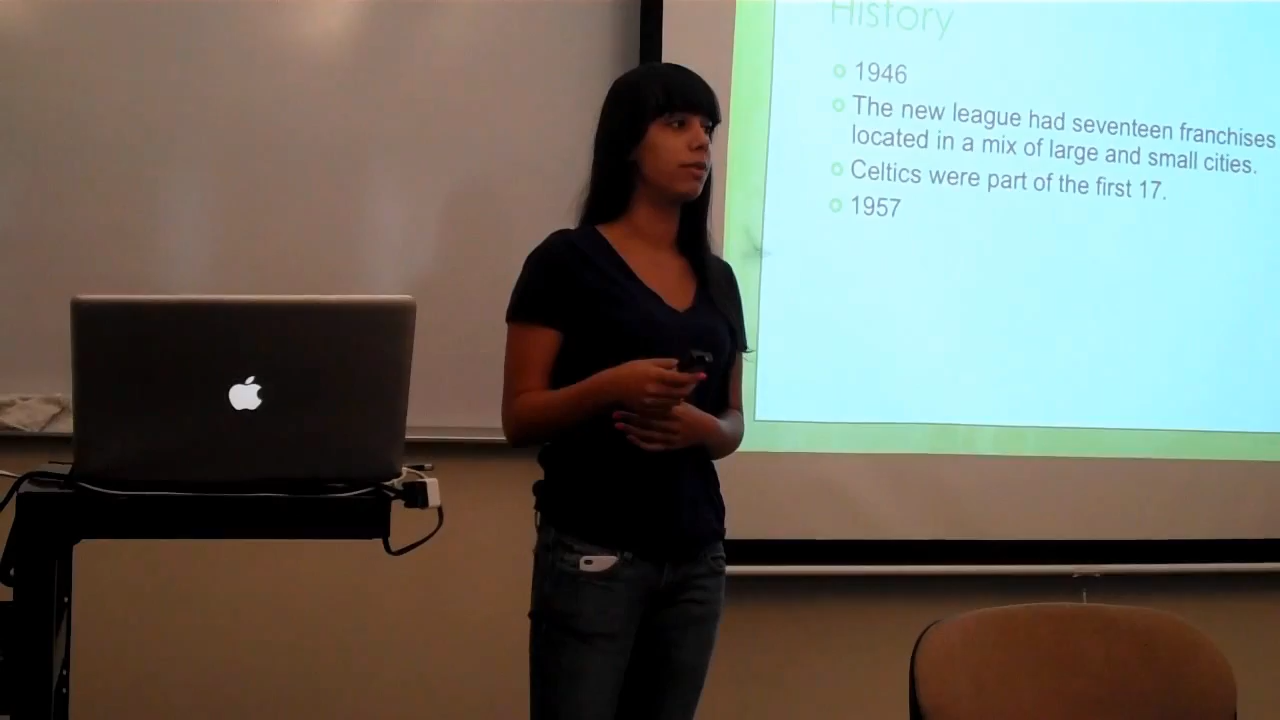 History
1946
The new league had seventeen franchises
located in a mix of large and small cities.
Celtics were part of the first 17.
1957